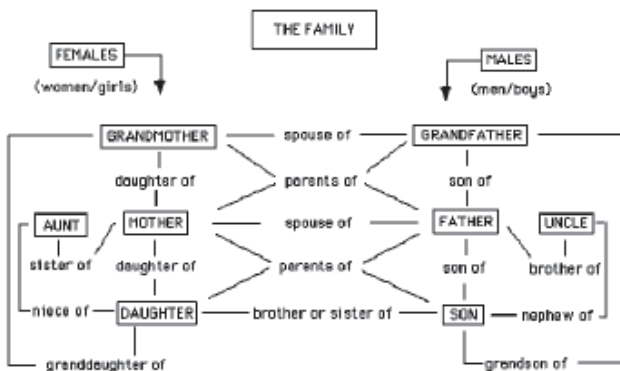 THE FAMILY
FEMALES
MALES
(women/girls)
(men/boys)
GRANDMOTHER spouse of GRANDFATHER
daughter of parents of son of
AUNT MOTHER spouse of FATHER UNCLE
sister of daughter of parents of son of brother of
niece of DAUGHTER brother or sister of SON nephew of
granddaughter of grandson of